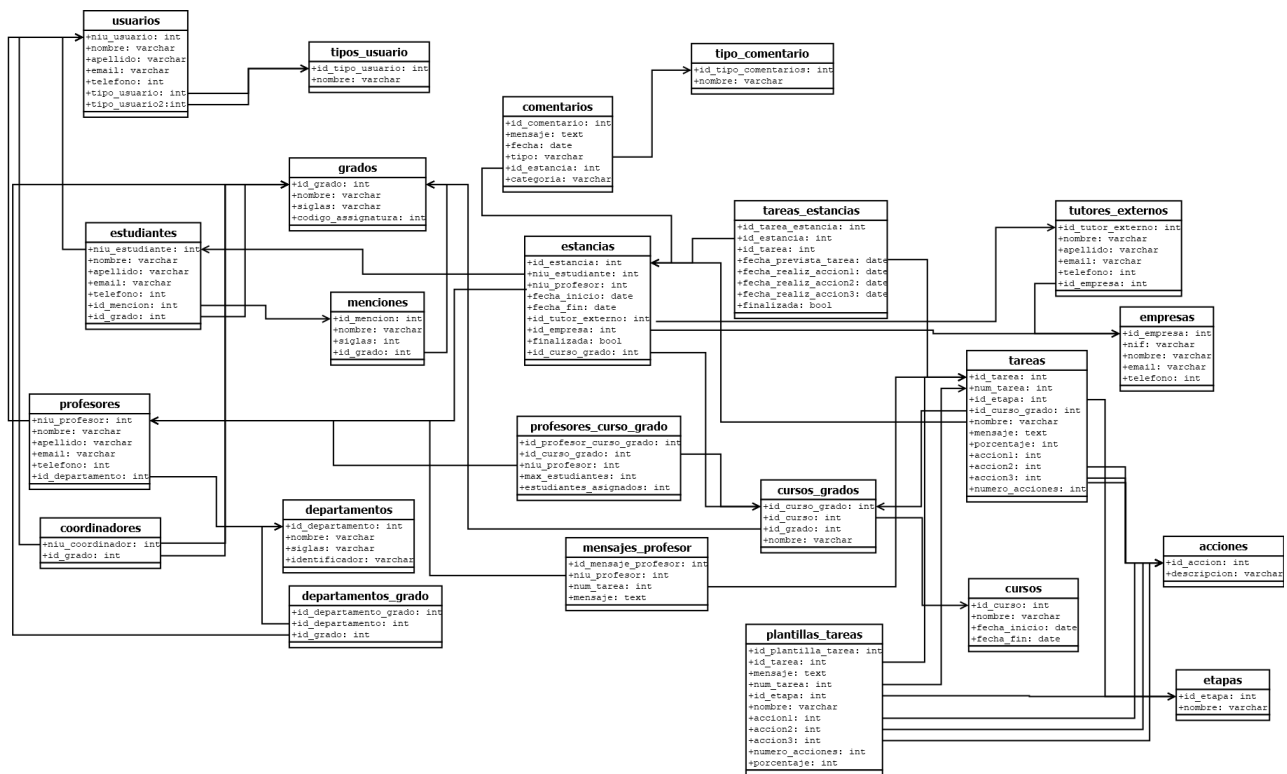 usuarios
+niu_usuario: int
+nombre: varchar
+apellido: varchar
+email: varchar
+telefono: int
+tipo_usuario: int
+tipo_usuario2:int
tipos_usuario
+id_tipo_usuario: int
+nombre: varchar
tipo_comentario
+id_tipo_comentarios: int
+nombre: varchar
comentarios
+id_comentario: int
+mensaje: text
+fecha: date
+tipo: varchar
+id_estancia: int
+categoria: varchar
grados
+id_grado: int
+nombre: varchar
+siglas: varchar
+codigo_assignatura: int
tareas_estancias
+id_tarea_estancia: int
+id_estancia: int
+id_tarea: int
+fecha_prevista_tarea: date
+fecha_realiz_accion1: date
+fecha_realiz_accion2: date
+fecha_realiz_accion3: date
+finalizada: bool
tutores_externos
+id_tutor_externo: int
+nombre: varchar
+apellido: varchar
+email: varchar
+telefono: int
+id_empresa: int
estudiantes
+niu_estudiante: int
+nombre: varchar
+apellido: varchar
+email: varchar
+telefono: int
+id_mencion: int
+id_grado: int
estancias
+id_estancia: int
+niu_estudiante: int
+niu_profesor: int
+fecha_inicio: date
+fecha_fin: date
+id_tutor_externo: int
+id_empresa: int
+finalizada: bool
+id_curso_grado: int
menciones
+id_mencion: int
+nombre: varchar
+siglas: int
+id_grado: int
empresas
+id_empresa: int
+nif: varchar
+nombre: varchar
+email: varchar
+telefono: int
tareas
+id_tarea: int
+num_tarea: int
+id_etapa: int
+id_curso_grado: int
+nombre: varchar
+mensaje: text
+porcentaje: int
+accion1: int
+accion2: int
+accion3: int
+numero_acciones: int
profesores
+niu_profesor: int
+nombre: varchar
+apellido: varchar
+email: varchar
+telefono: int
+id_departamento: int
profesores_curso_grado
+id_profesor_curso_grado: int
+id_curso_grado: int
+niu_profesor: int
+max_estudiantes: int
+estudiantes_asignados: int
cursos_grados
+id_curso_grado: int
+id_curso: int
+id_grado: int
+nombre: varchar
departamentos
+id_departamento: int
+nombre: varchar
+siglas: varchar
+identificador: varchar
coordinadores
+niu_coordinador: int
+id_grado: int
mensajes_profesor
+id_mensaje_profesor: int
+niu_profesor: int
+num_tarea: int
+mensaje: text
acciones
+id_accion: int
+descripcion: varchar
cursos
+id_curso: int
+nombre: varchar
+fecha_inicio: date
+fecha_fin: date
departamentos_grado
+id_departamento_grado: int
+id_departamento: int
+id_grado: int
plantillas_tareas
+id_plantilla_tarea: int
+id_tarea: int
+mensaje: text
+num_tarea: int
+id_etapa: int
+nombre: varchar
+accion1: int
+accion2: int
+accion3: int
+numero_acciones: int
+porcentaje: int
etapas
+id_etapa: int
+nombre: varchar